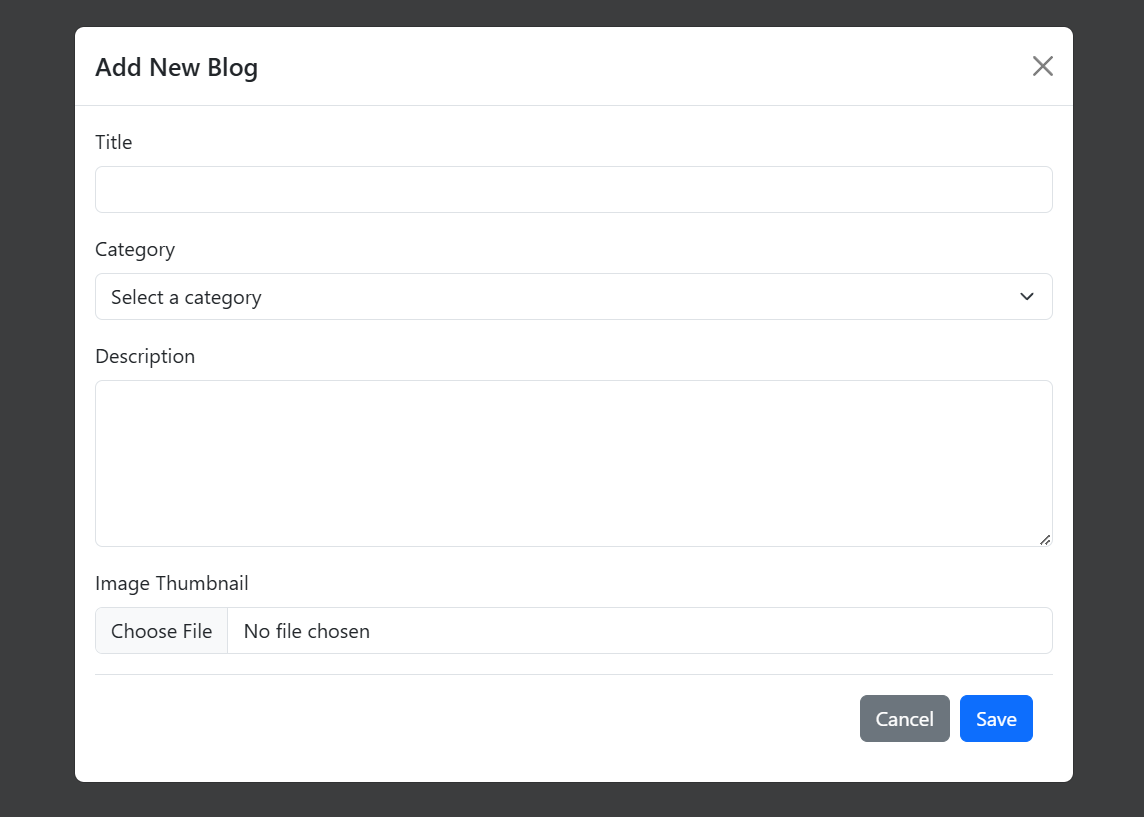 Add New Blog
Title
Category
Select a category
Description
Image Thumbnail
Choose File No file chosen
Cancel Save